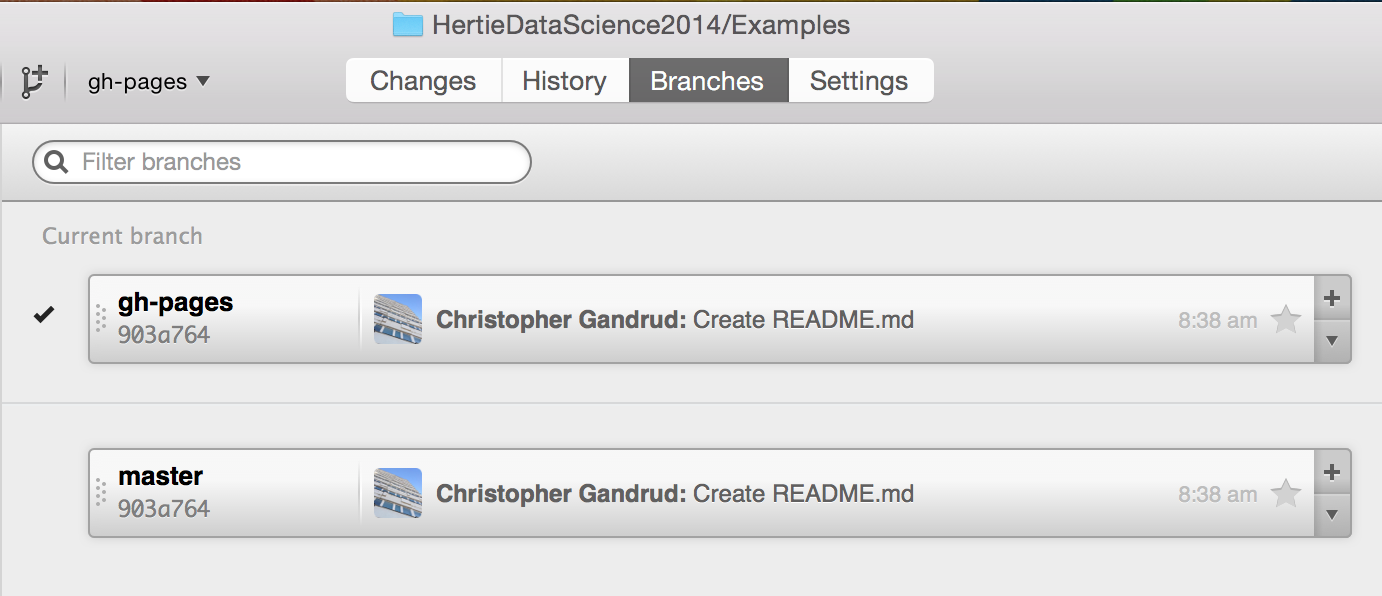 HertieDataScience2014/Examples
gh-pages
Changes
History
Branches
Settings
Filter branches
Current branch
gh-pages
903a764
Christopher Gandrud: Create README.md
8:38 am
master
903a764
Christopher Gandrud: Create README.md
8:38 am